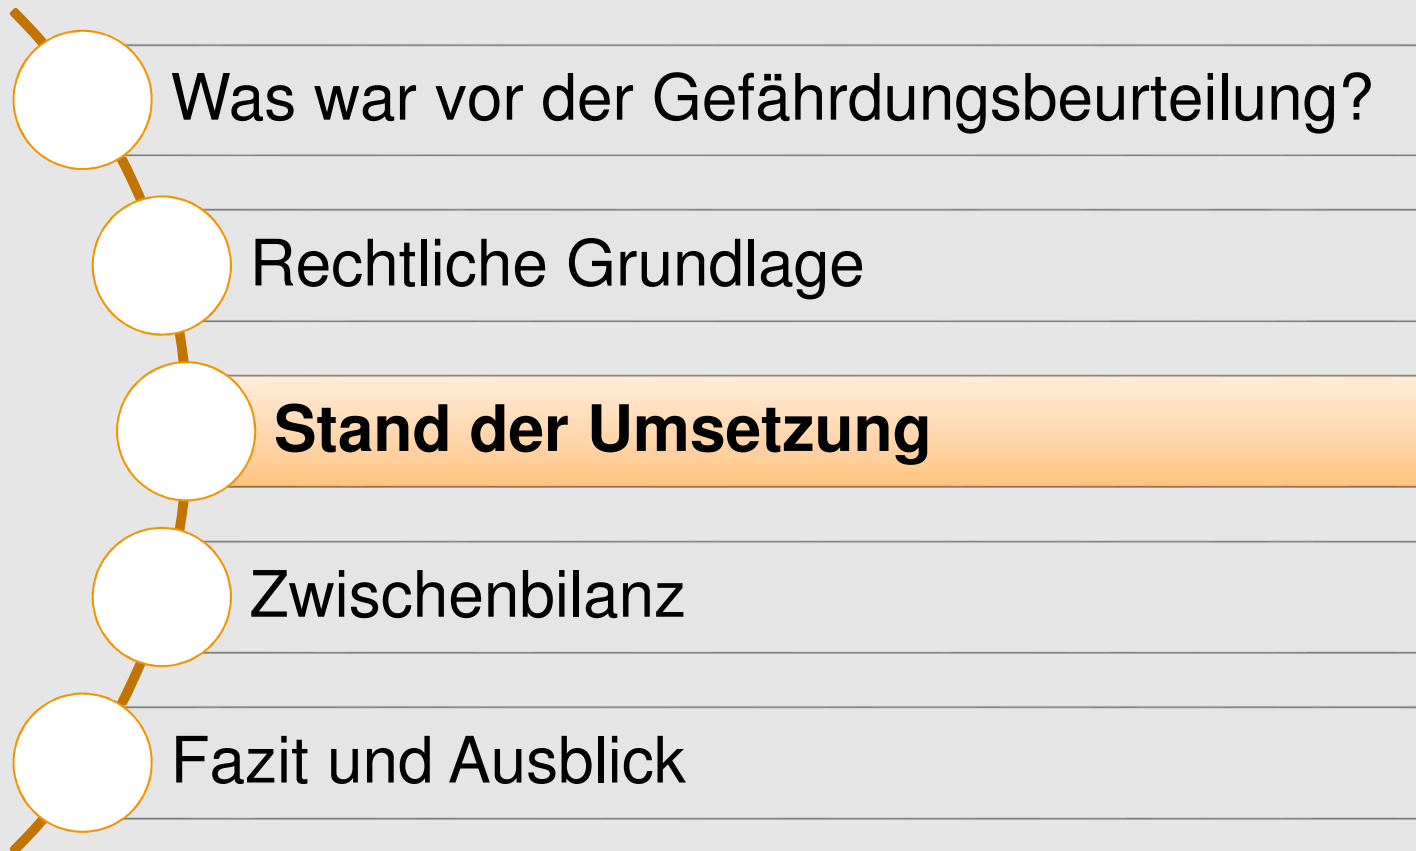 Was war vor der Gefährdungsbeurteilung?
Rechtliche Grundlage
Stand der Umsetzung
Zwischenbilanz
Fazit und Ausblick